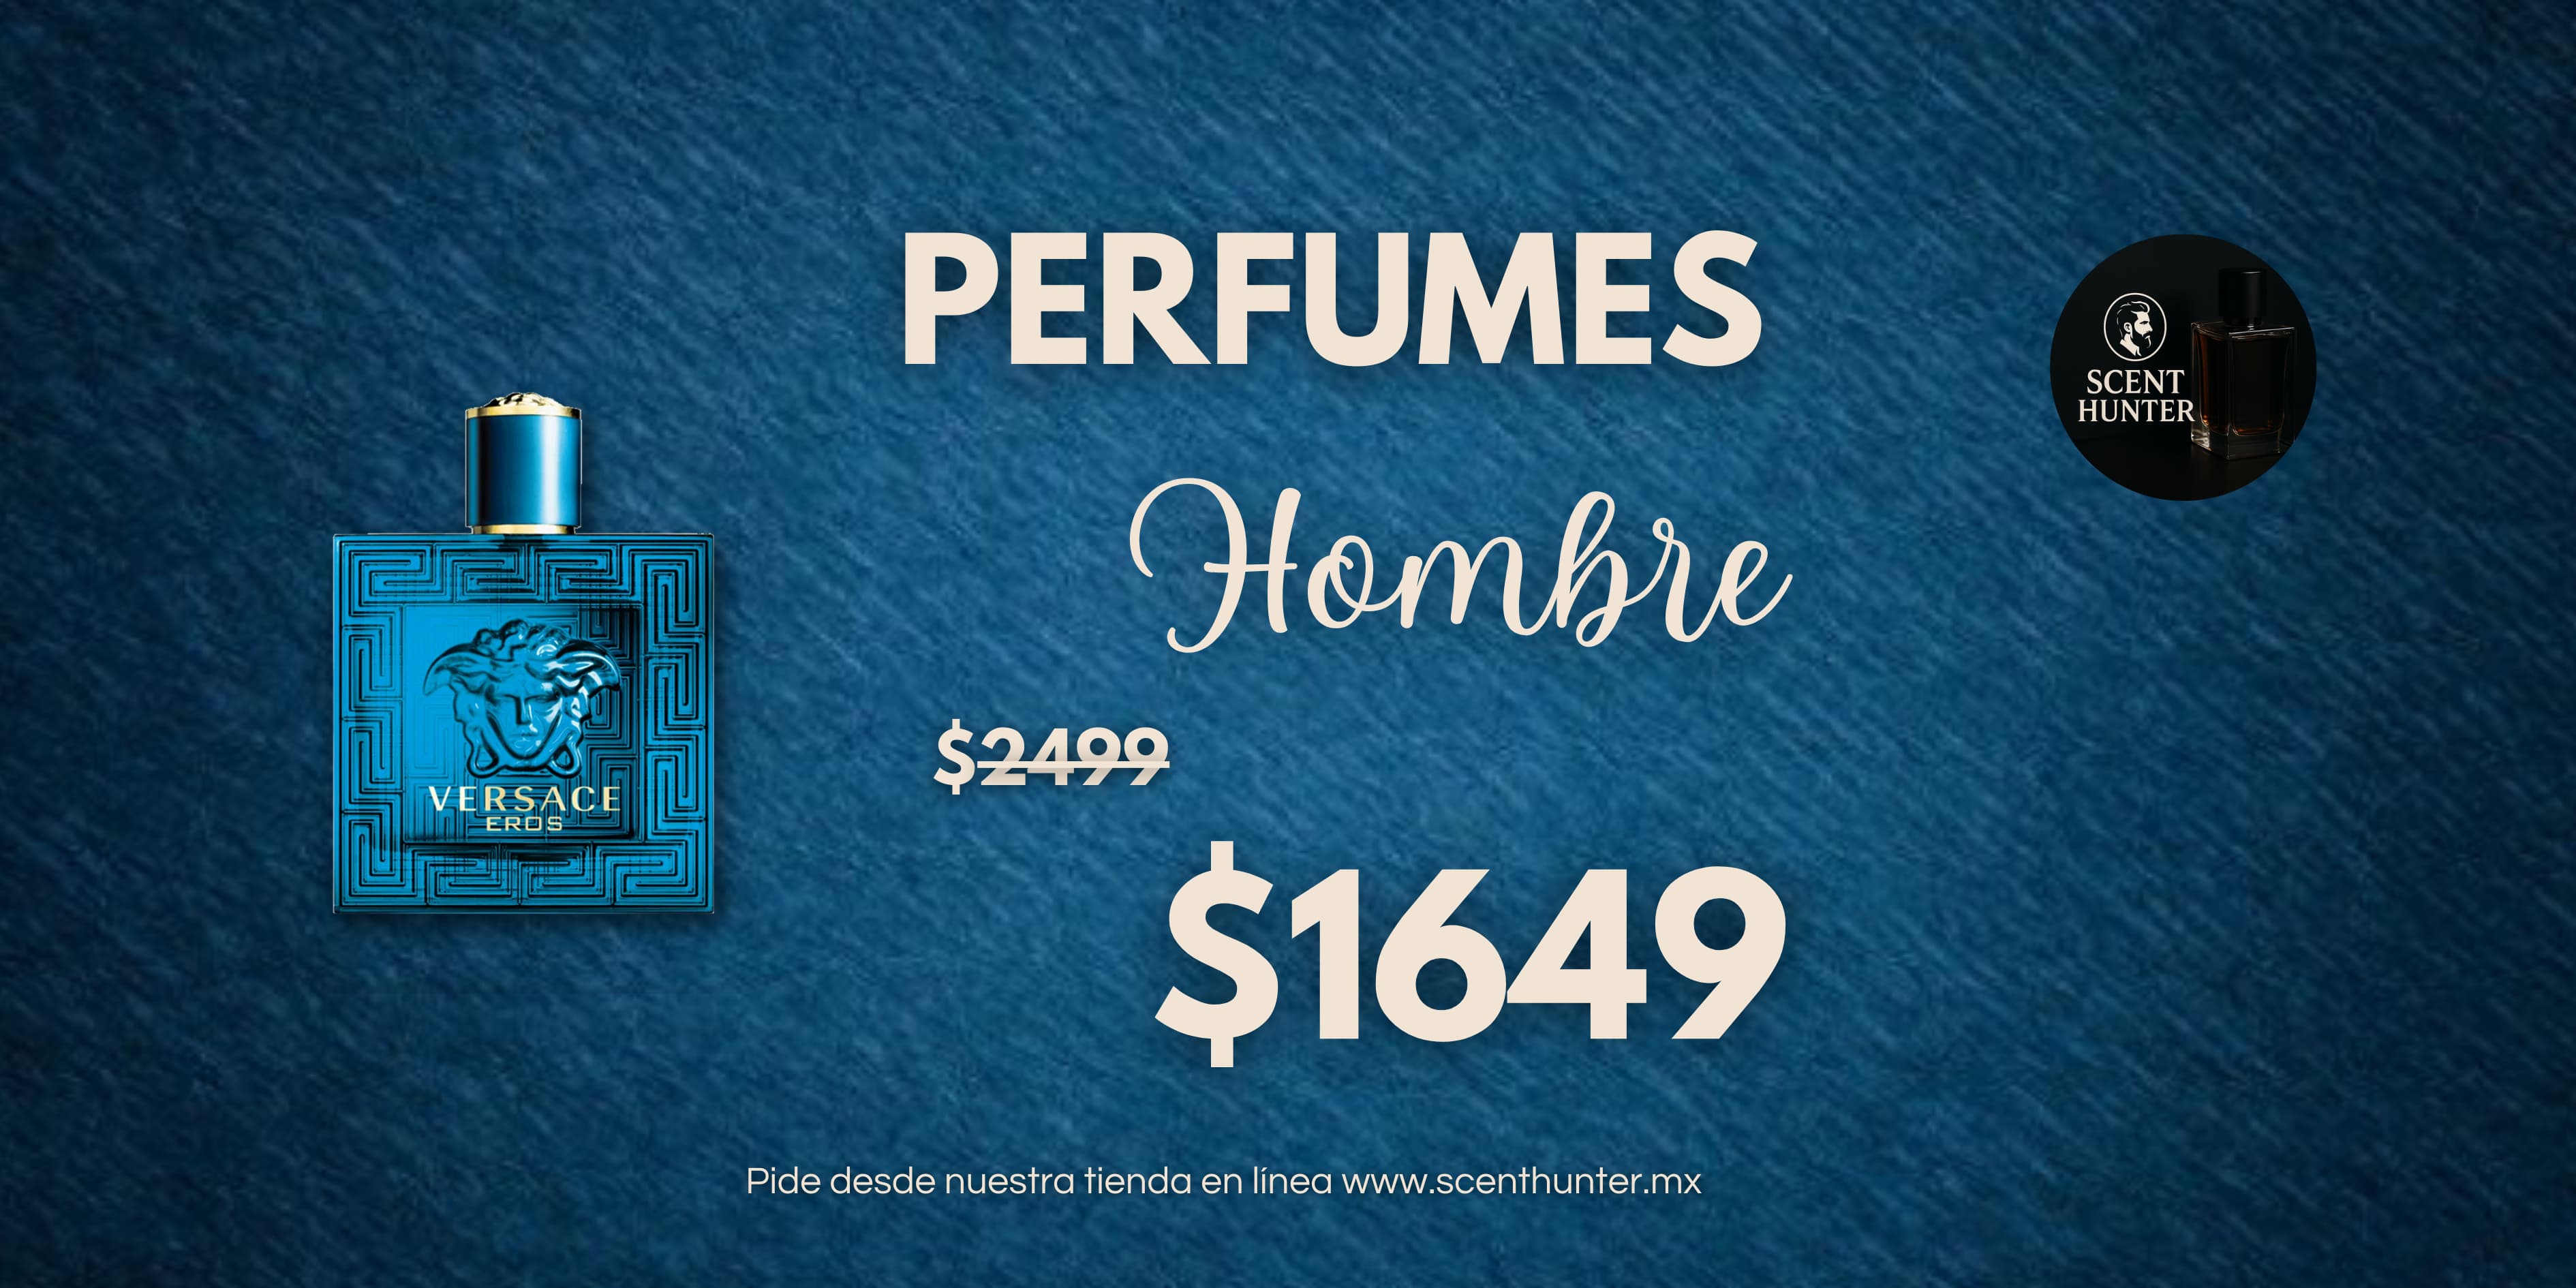 PERFUMES
Hombre
$2499
$1649
VERSACE
EROS
SCENT
HUNTER
Pide desde nuestra tienda en línea www.scenthunter.mx